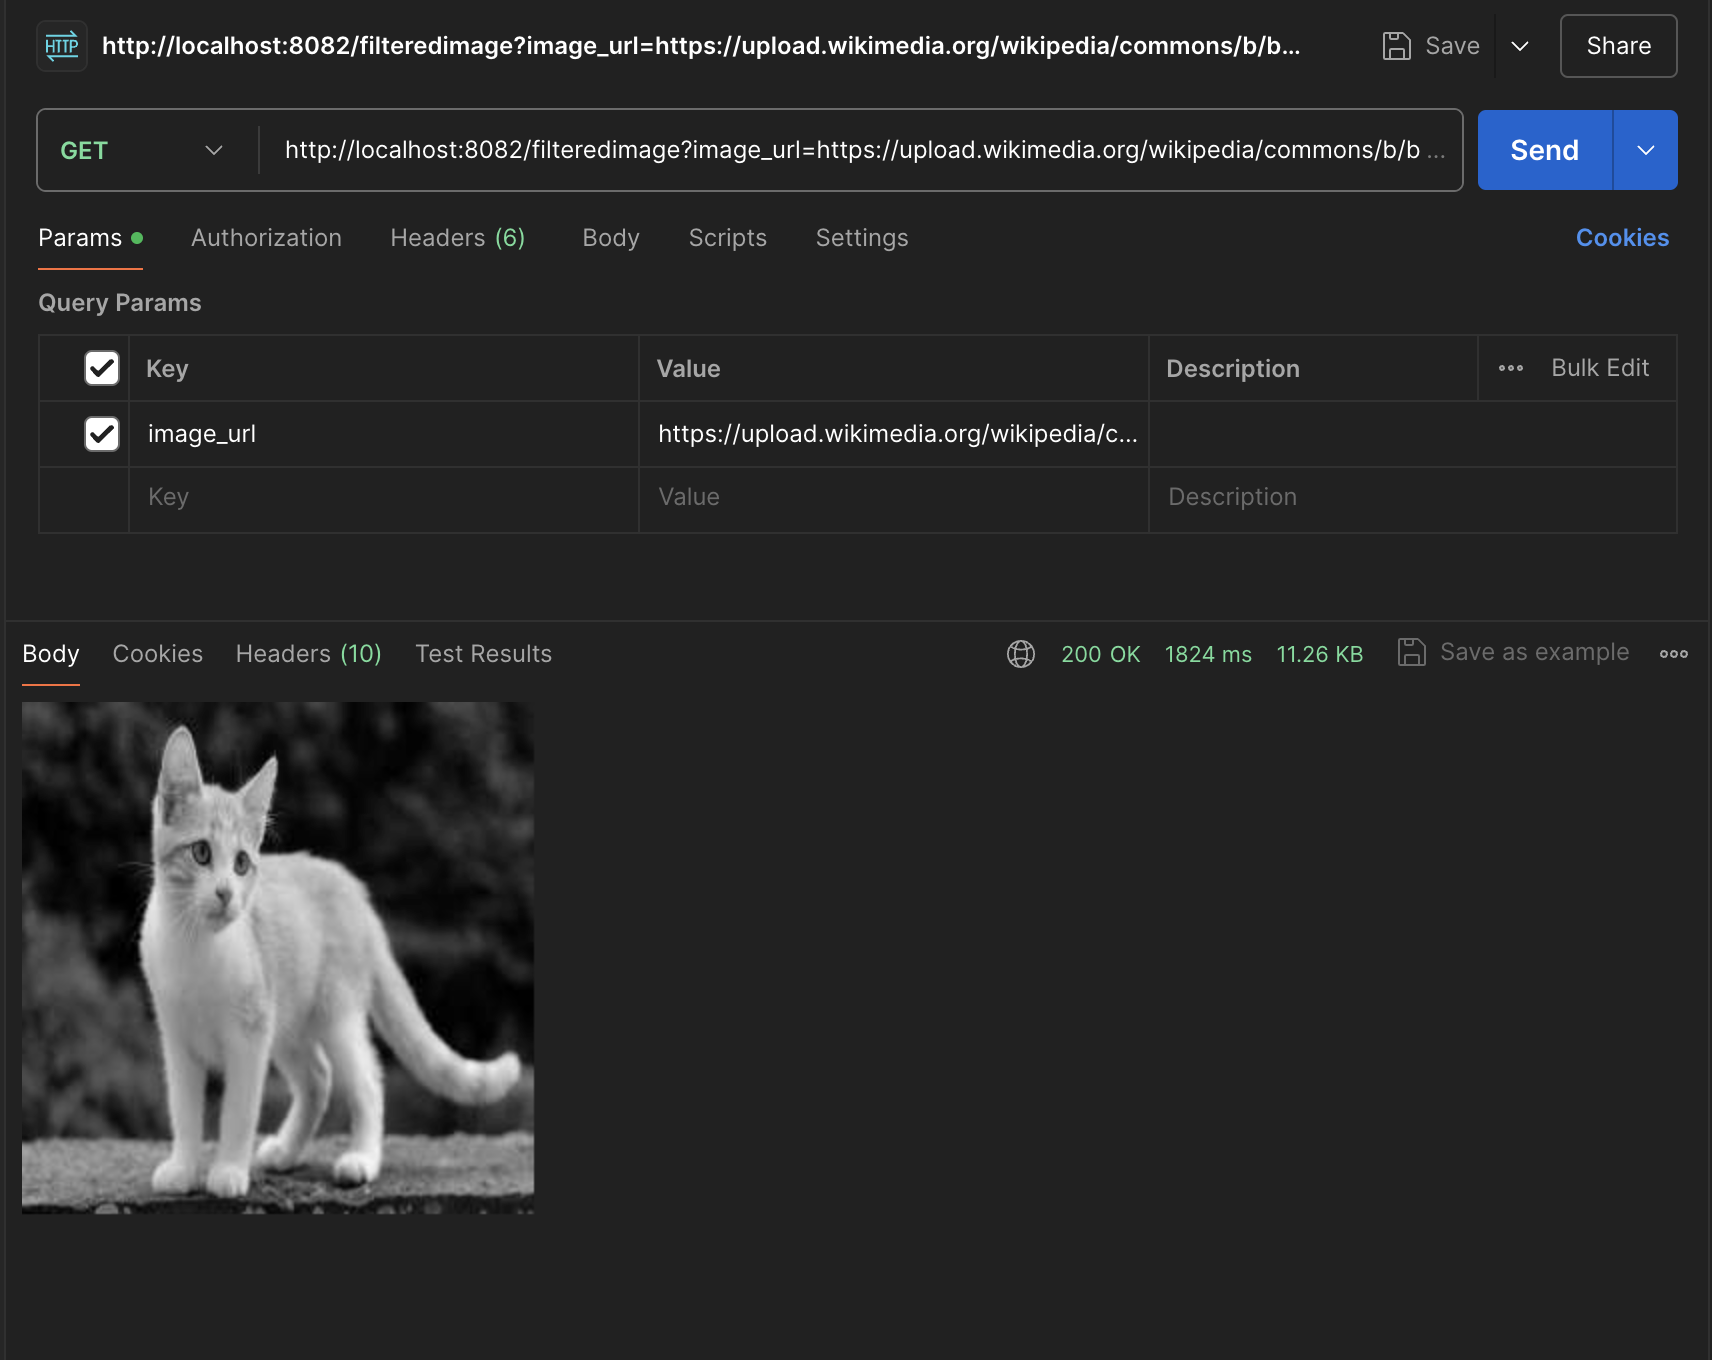 HTTP http://localhost:8082/filteredimage?image_url=https://upload.wikimedia.org/wikipedia/commons/b/b... Save Share
GET http://localhost:8082/filteredimage?image_url=https://upload.wikimedia.org/wikipedia/commons/b/b ... Send
Params Authorization Headers (6) Body Scripts Settings Cookies
Query Params
Key Value Description Bulk Edit
image_url https://upload.wikimedia.org/wikipedia/c...
Key Value Description
Body Cookies Headers (10) Test Results 200 OK 1824 ms 11.26 KB Save as example